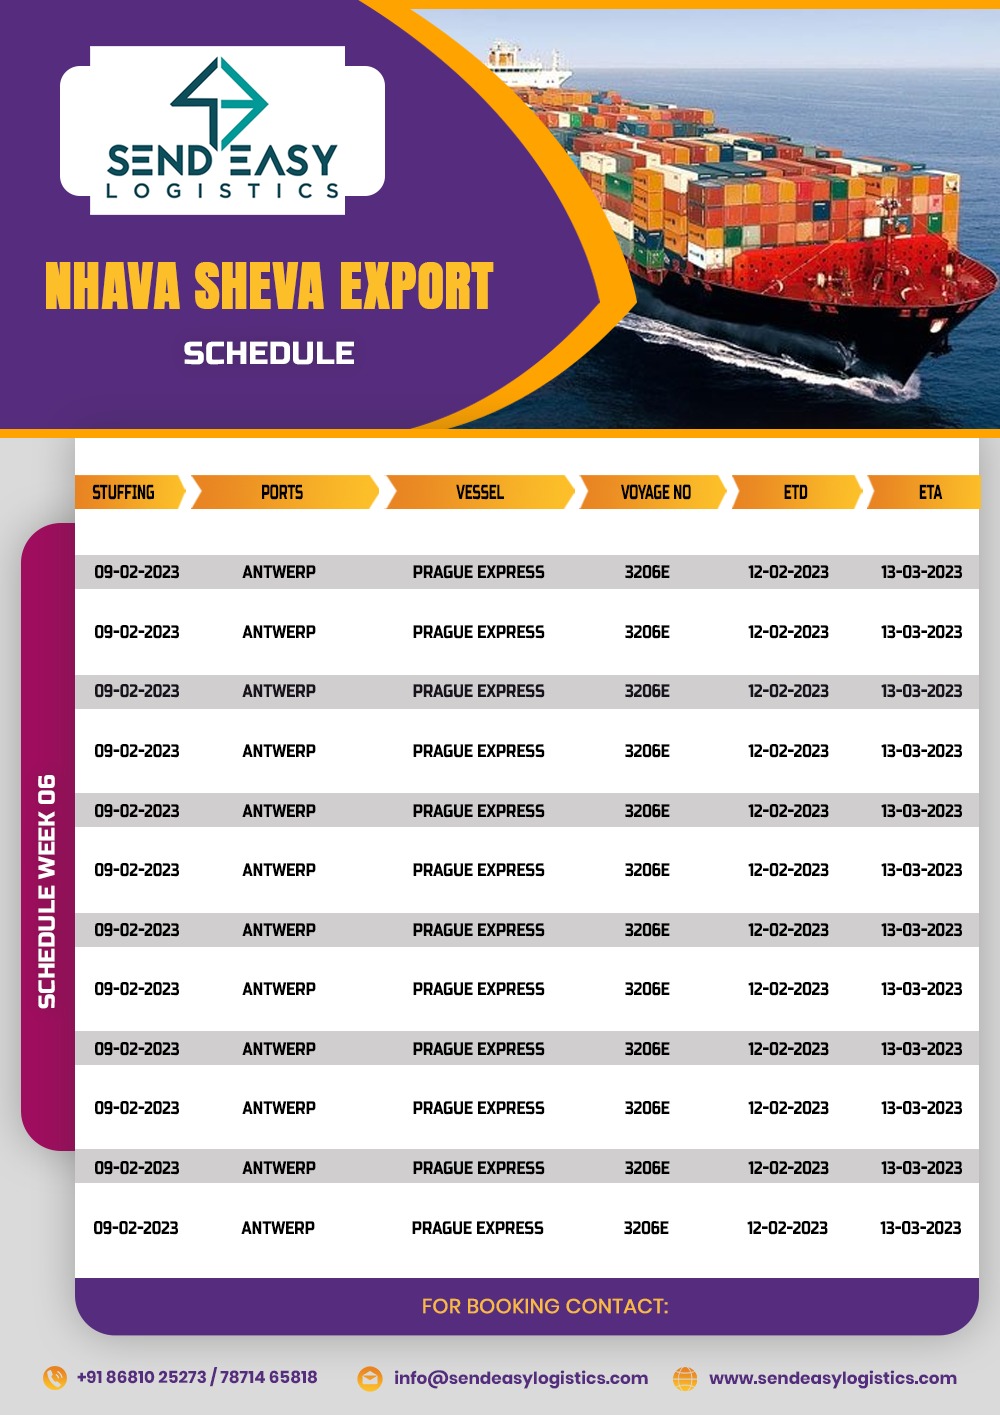 SEND EASY
LOGISTICS
NHAVA SHEVA EXPORT
SCHEDULE
STUFFING PORTS VESSEL VOYAGE NO ETD ETA
SCHEDULE WEEK 06
09-02-2023 ANTWERP PRAGUE EXPRESS 3206E 12-02-2023 13-03-2023
09-02-2023 ANTWERP PRAGUE EXPRESS 3206E 12-02-2023 13-03-2023
09-02-2023 ANTWERP PRAGUE EXPRESS 3206E 12-02-2023 13-03-2023
09-02-2023 ANTWERP PRAGUE EXPRESS 3206E 12-02-2023 13-03-2023
09-02-2023 ANTWERP PRAGUE EXPRESS 3206E 12-02-2023 13-03-2023
09-02-2023 ANTWERP PRAGUE EXPRESS 3206E 12-02-2023 13-03-2023
09-02-2023 ANTWERP PRAGUE EXPRESS 3206E 12-02-2023 13-03-2023
09-02-2023 ANTWERP PRAGUE EXPRESS 3206E 12-02-2023 13-03-2023
09-02-2023 ANTWERP PRAGUE EXPRESS 3206E 12-02-2023 13-03-2023
09-02-2023 ANTWERP PRAGUE EXPRESS 3206E 12-02-2023 13-03-2023
09-02-2023 ANTWERP PRAGUE EXPRESS 3206E 12-02-2023 13-03-2023
09-02-2023 ANTWERP PRAGUE EXPRESS 3206E 12-02-2023 13-03-2023
FOR BOOKING CONTACT:
+91 86810 25273 / 78714 65818 info@sendeasylogistics.com www.sendeasylogistics.com